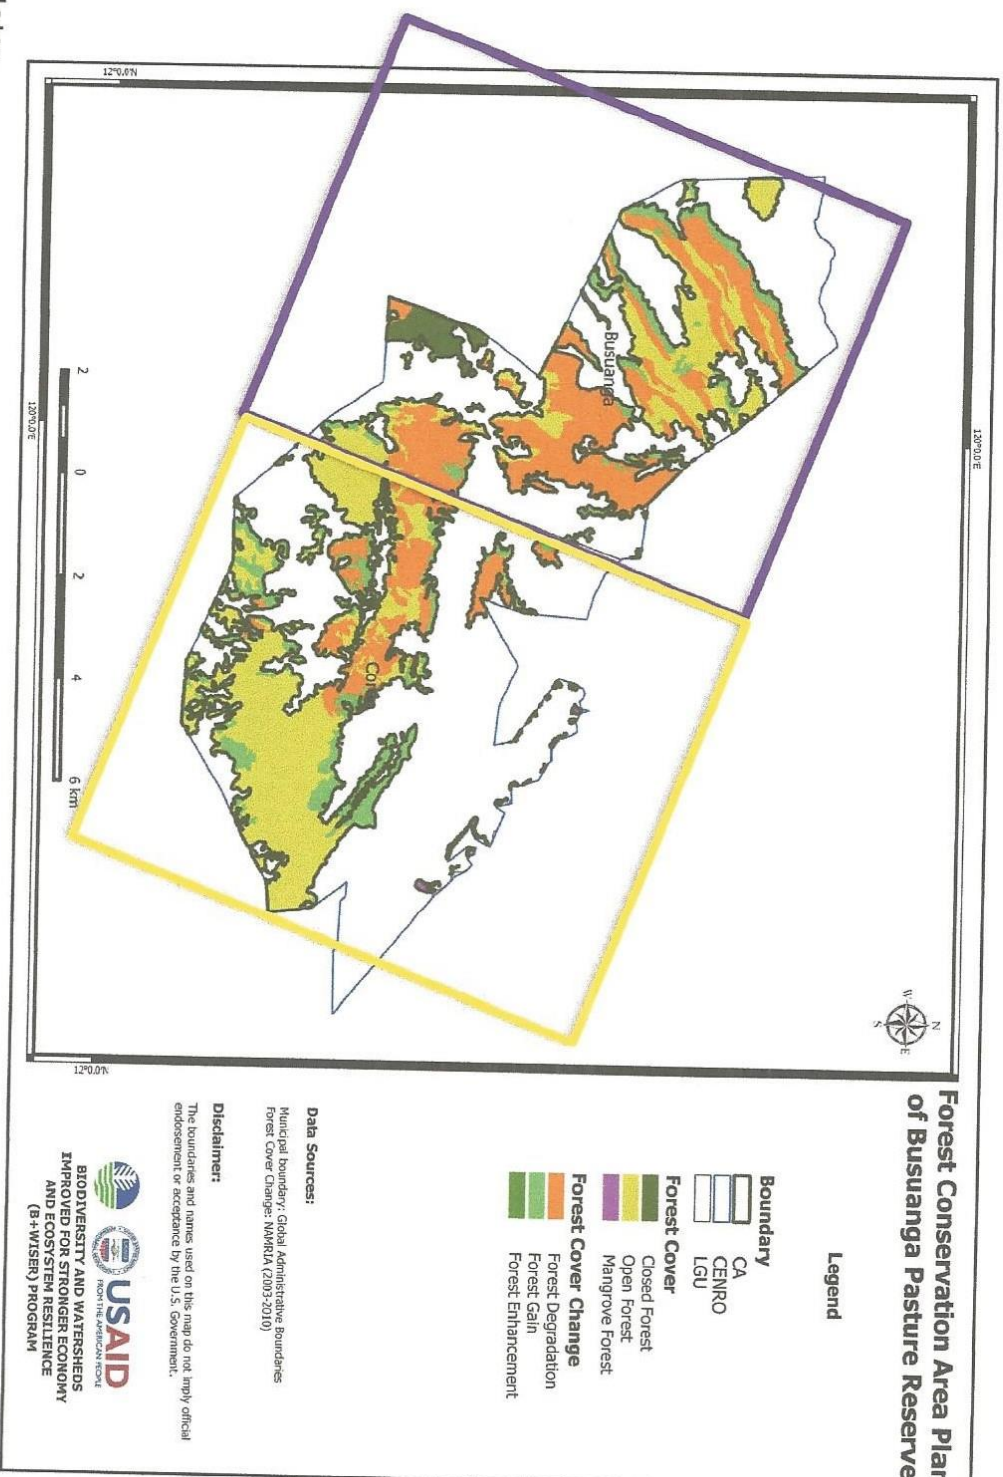 Forest Conservation Area Plan
of Busuanga Pasture Reserve
Legend
Boundary
CA
CENRO
LGU
Forest Cover
Closed Forest
Open Forest
Mangrove Forest
Forest Cover Change
Forest Degradation
Forest Gain
Forest Enhancement
Data Sources:
Municipal boundary: Global Administrative Boundaries
Forest Cover Change: NAMRIA (2003-2010)
Disclaimer:
The boundaries and names used on this map do not imply official
endorsement or acceptance by the U.S. Government.
USAID
FROM THE AMERICAN PEOPLE
BIODIVERSITY AND WATERSHEDS
IMPROVED FOR STRONGER ECONOMY
AND ECOSYSTEM RESILIENCE
(B+WISER) PROGRAM
120°0.0'E
N
W
E
S
Busuanga
Cor
12°0.0'N
12°0.0'N
2 0 2 4 6 km
120°0.0'E